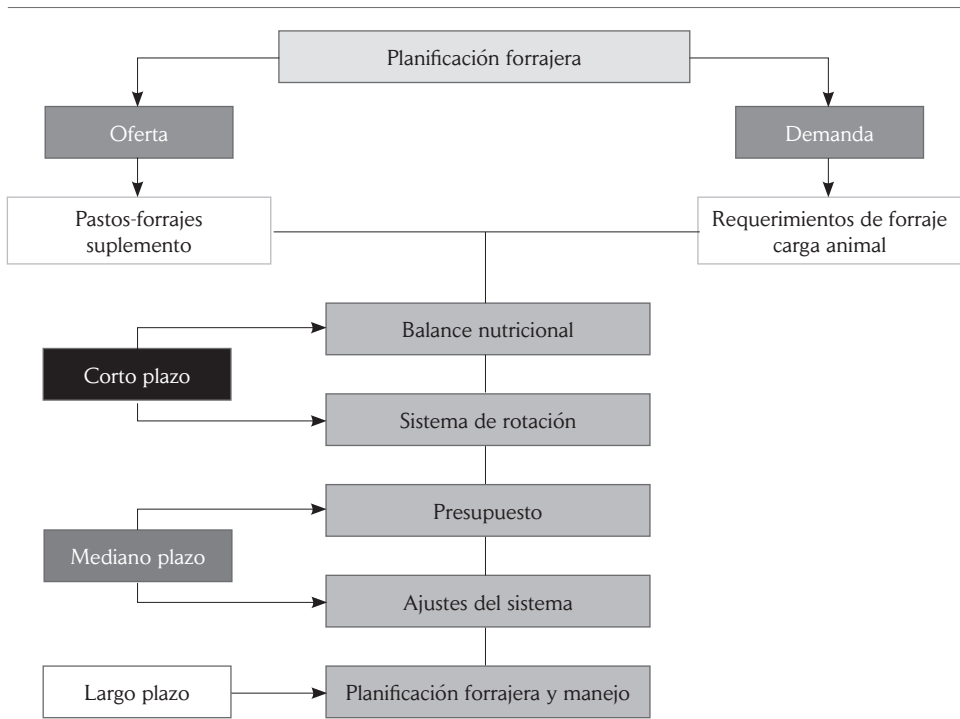 Planificación forrajera
Oferta
Demanda
Pastos-forrajes
suplemento
Requerimientos de forraje
carga animal
Balance nutricional
Corto plazo
Sistema de rotación
Presupuesto
Mediano plazo
Ajustes del sistema
Largo plazo
Planificación forrajera y manejo